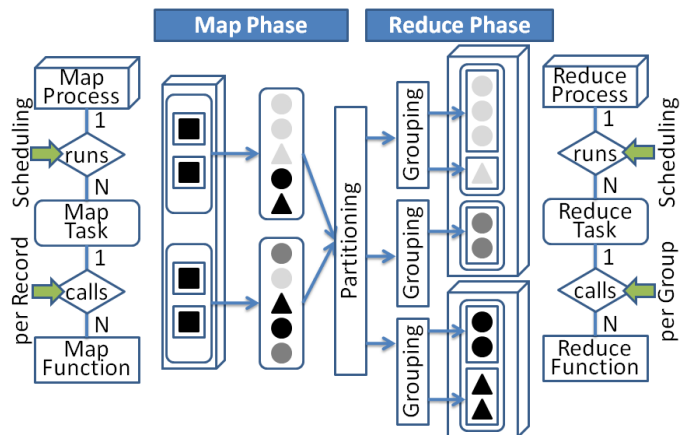 Map Phase
Reduce Phase
Map
Process
1
Scheduling
runs
N
Map
Task
1
per Record
calls
N
Map
Function
Partitioning
Grouping
Grouping
Grouping
Reduce
Process
1
runs
Scheduling
N
Reduce
Task
1
calls
per Group
N
Reduce
Function